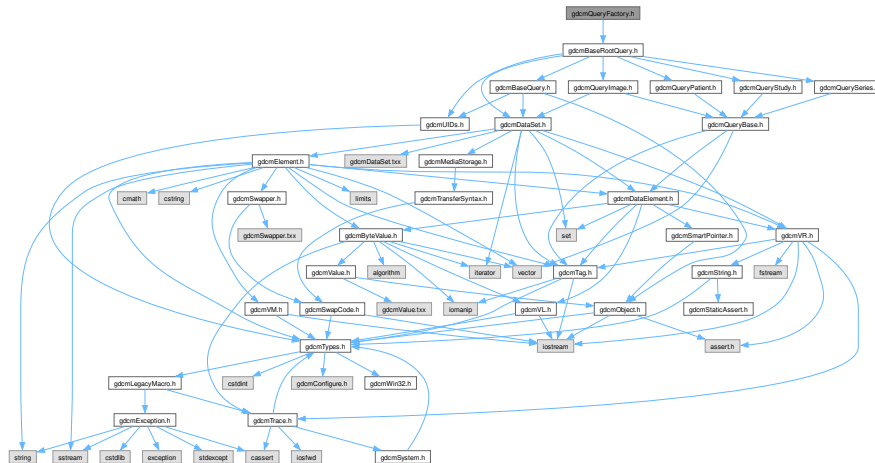 gdcmQueryFactory.h
gdcmBaseRootQuery.h
gdcmBaseQuery.h
gdcmQueryImage.h
gdcmQueryPatient.h
gdcmQueryStudy.h
gdcmQuerySeries.
gdcmUIDs.h
gdcmDataSet.h
gdcmQueryBase.h
gdcmElement.h
gdcmDataSet.txx
gdcmMediaStorage.h
cmath
cstring
gdcmSwapper.h
limits
gdcmTransferSyntax.h
gdcmDataElement.h
gdcmSwapper.txx
gdcmByteValue.h
set
gdcmSmartPointer.h
gdcmVR.h
gdcmValue.h
algorithm
iterator
vector
gdcmTag.h
gdcmString.h
fstream
gdcmVM.h
gdcmSwapCode.h
gdcmValue.txx
iomanip
gdcmVL.h
gdcmObject.h
gdcmStaticAssert.h
gdcmTypes.h
iostream
assert.h
gdcmLegacyMacro.h
cstdint
gdcmConfigure.h
gdcmWin32.h
gdcmException.h
gdcmTrace.h
string
sstream
cstdlib
exception
stdexcept
cassert
iosfwd
gdcmSystem.h